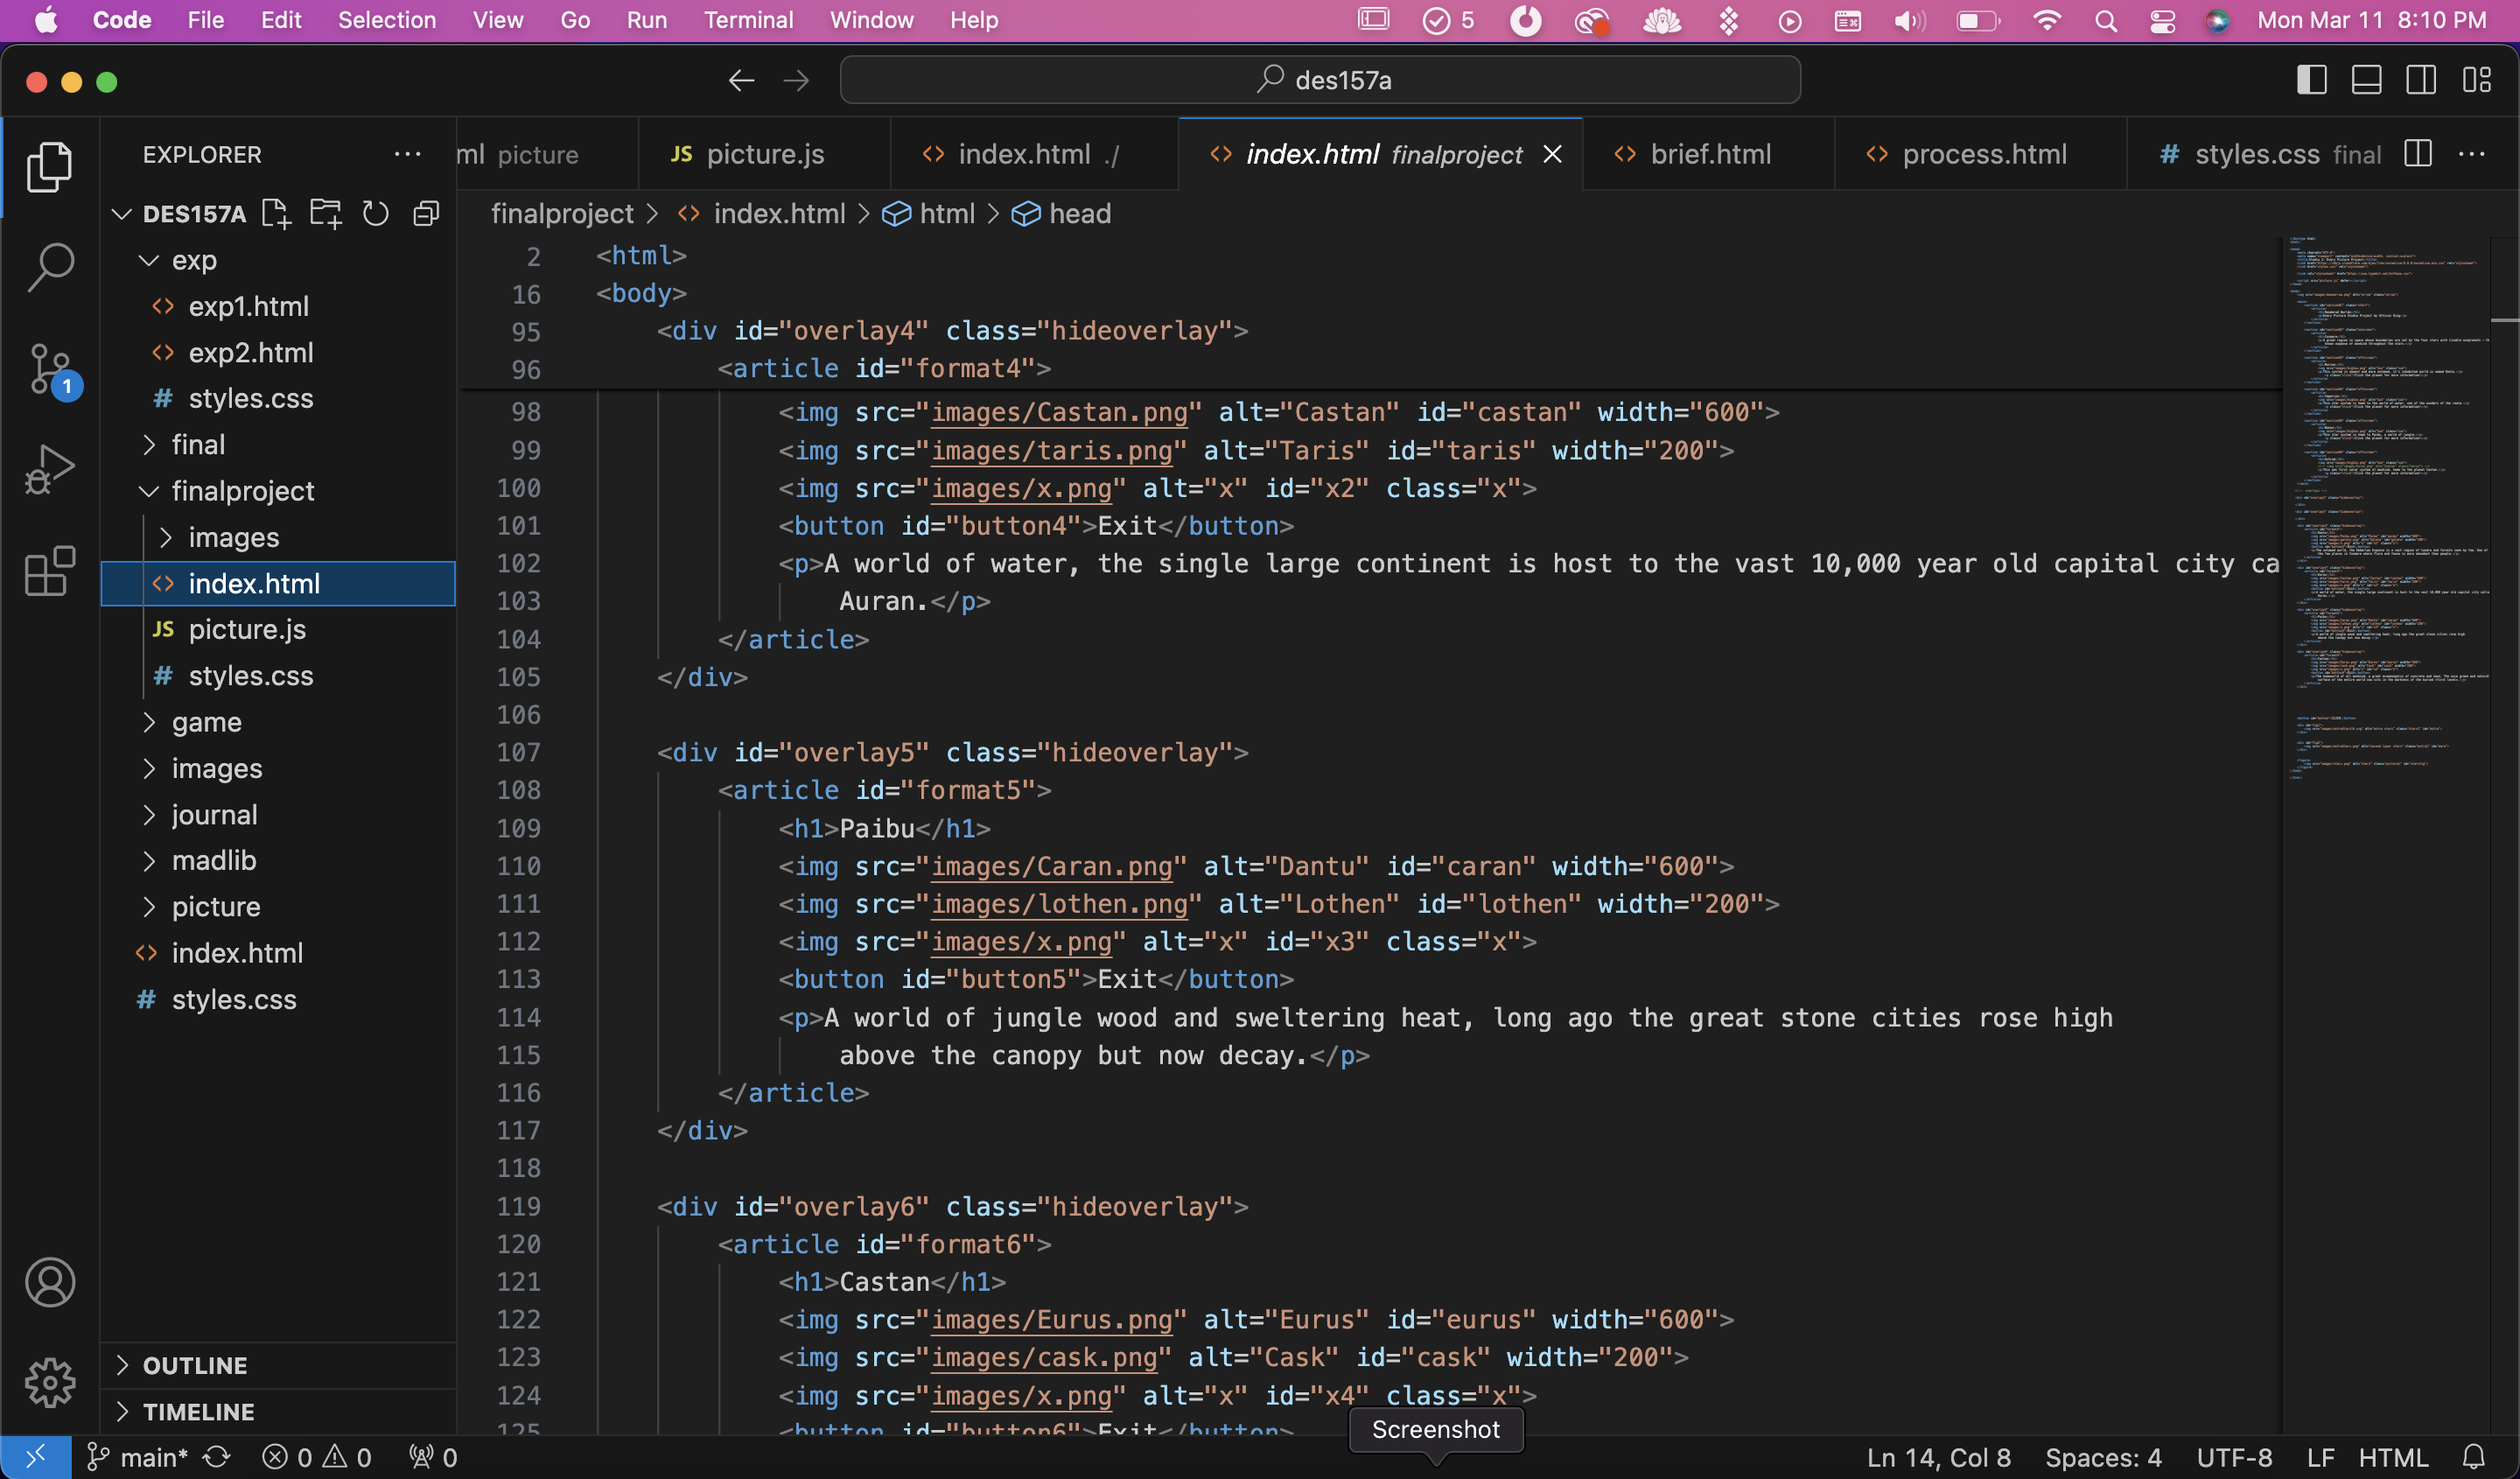 Code File Edit Selection View Go Run Terminal Window Help 5 Mon Mar 11 8:10 PM
des157a
EXPLORER
DES157A
exp
exp1.html
exp2.html
# styles.css
final
finalproject
images
index.html
JS picture.js
# styles.css
game
images
journal
madlib
picture
index.html
# styles.css
OUTLINE
TIMELINE
1
ml picture JS picture.js index.html ./ index.html finalproject brief.html process.html # styles.css final
finalproject > index.html > html > head
2 <html>
16 <body>
95 <div id="overlay4" class="hideoverlay">
96 <article id="format4">
98 <img src="images/Castan.png" alt="Castan" id="castan" width="600">
99 <img src="images/taris.png" alt="Taris" id="taris" width="200">
100 <img src="images/x.png" alt="x" id="x2" class="x">
101 <button id="button4">Exit</button>
102 <p>A world of water, the single large continent is host to the vast 10,000 year old capital city ca
103 Auran.</p>
104 </article>
105 </div>
106
107 <div id="overlay5" class="hideoverlay">
108 <article id="format5">
109 <h1>Paibu</h1>
110 <img src="images/Caran.png" alt="Dantu" id="caran" width="600">
111 <img src="images/lothen.png" alt="Lothen" id="lothen" width="200">
112 <img src="images/x.png" alt="x" id="x3" class="x">
113 <button id="button5">Exit</button>
114 <p>A world of jungle wood and sweltering heat, long ago the great stone cities rose high
115 above the canopy but now decay.</p>
116 </article>
117 </div>
118
119 <div id="overlay6" class="hideoverlay">
120 <article id="format6">
121 <h1>Castan</h1>
122 <img src="images/Eurus.png" alt="Eurus" id="eurus" width="600">
123 <img src="images/cask.png" alt="Cask" id="cask" width="200">
124 <img src="images/x.png" alt="x" id="x4" class="x">
125 <button id="button6">Exit</button>
Screenshot
main* 0 0 0 Ln 14, Col 8 Spaces: 4 UTF-8 LF HTML